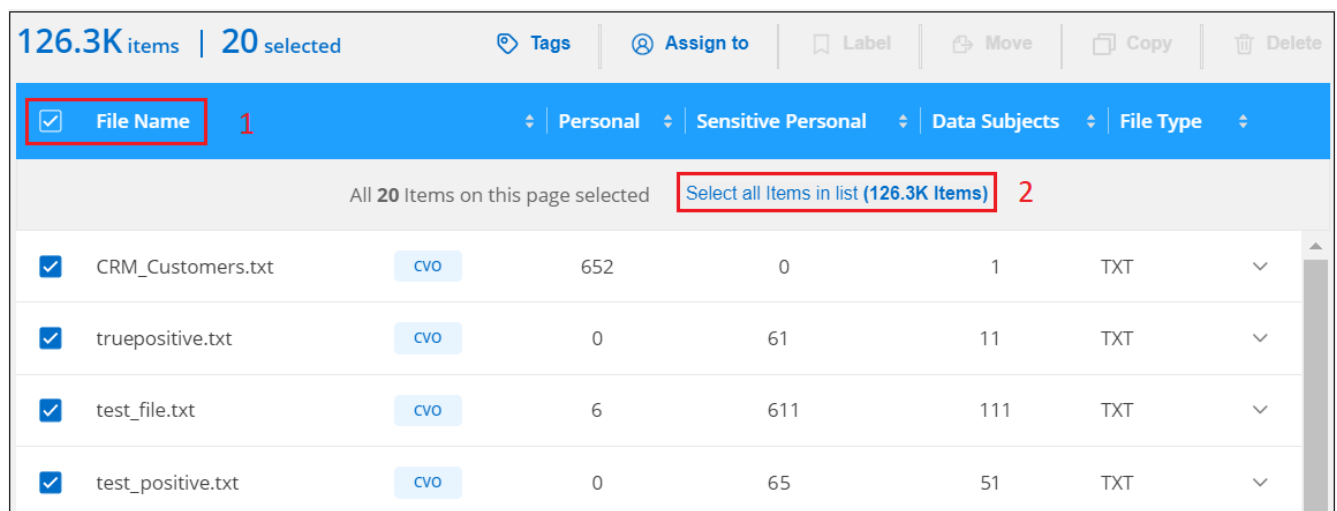 126.3K items | 20 selected Tags Assign to Label Move Copy Delete
File Name 1 Personal Sensitive Personal Data Subjects File Type
All 20 Items on this page selected Select all Items in list (126.3K Items) 2
CRM_Customers.txt CVO 652 0 1 TXT
truepositive.txt CVO 0 61 11 TXT
test_file.txt CVO 6 611 111 TXT
test_positive.txt CVO 0 65 51 TXT